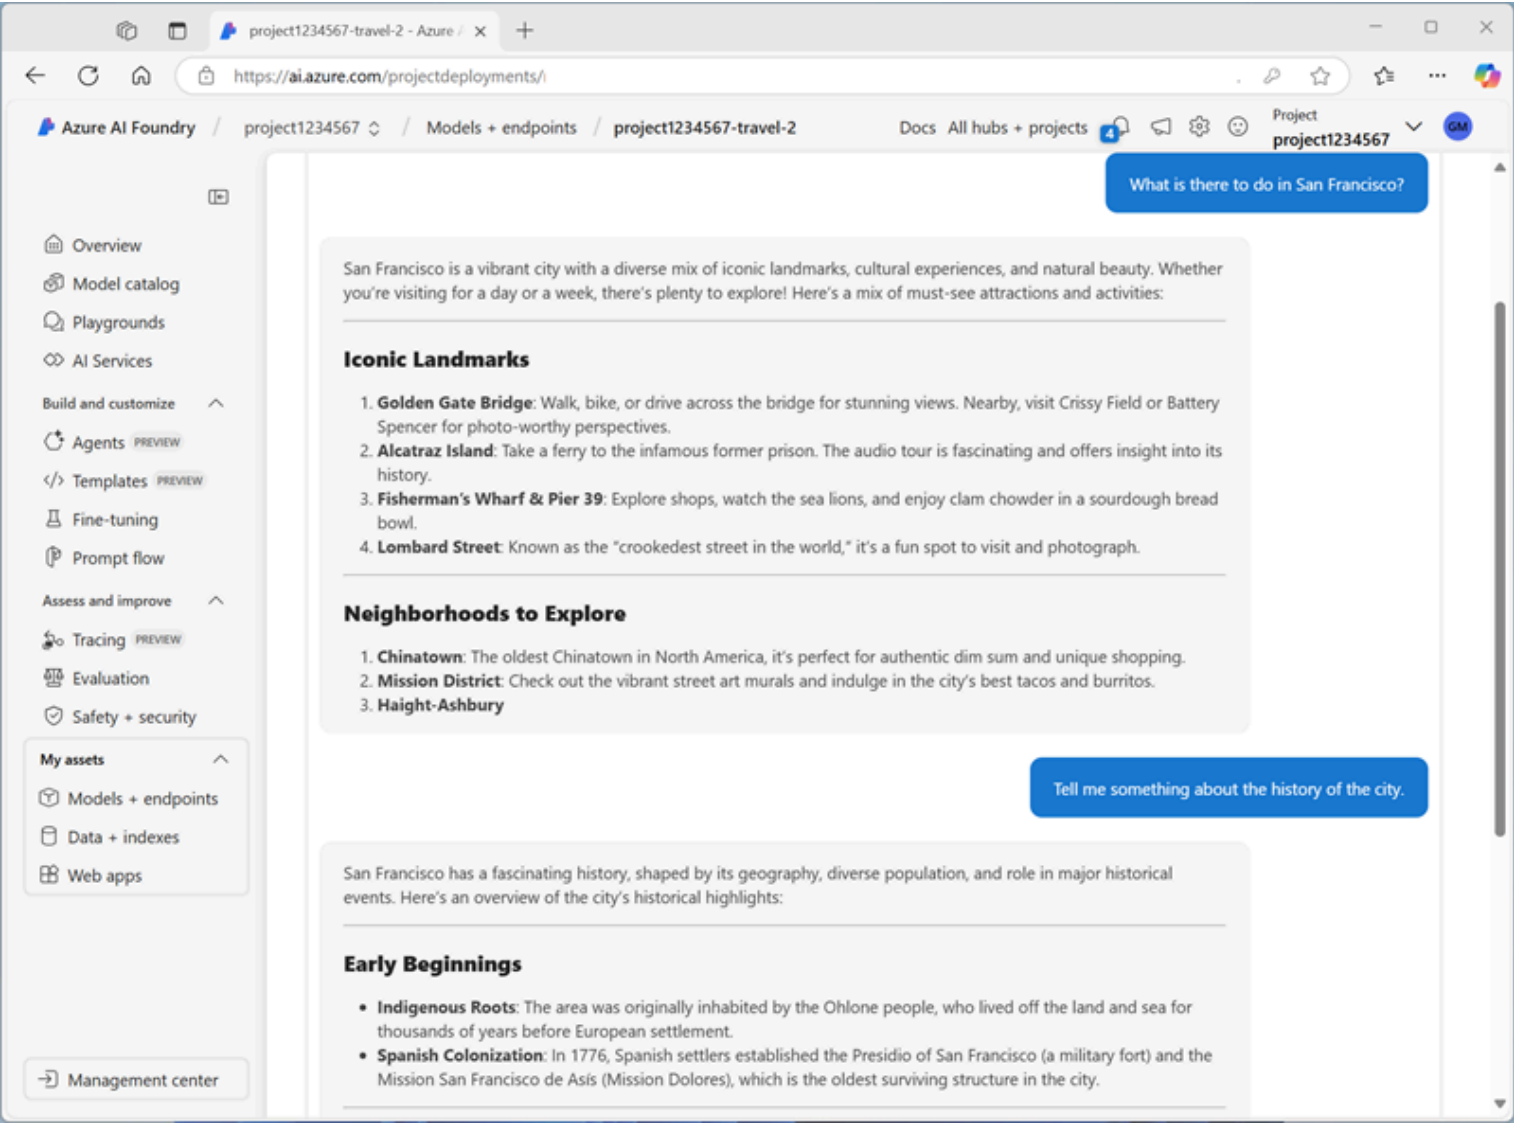 project1234567-travel-2 - Azure
https://ai.azure.com/projectdeployments/
Azure AI Foundry / project1234567 / Models + endpoints / project1234567-travel-2
Docs All hubs + projects
4
Project
project1234567
GM
Overview
Model catalog
Playgrounds
AI Services
Build and customize
Agents PREVIEW
Templates PREVIEW
Fine-tuning
Prompt flow
Assess and improve
Tracing PREVIEW
Evaluation
Safety + security
My assets
Models + endpoints
Data + indexes
Web apps
Management center
What is there to do in San Francisco?
San Francisco is a vibrant city with a diverse mix of iconic landmarks, cultural experiences, and natural beauty. Whether
you're visiting for a day or a week, there's plenty to explore! Here's a mix of must-see attractions and activities:
Iconic Landmarks
1. Golden Gate Bridge: Walk, bike, or drive across the bridge for stunning views. Nearby, visit Crissy Field or Battery
Spencer for photo-worthy perspectives.
2. Alcatraz Island: Take a ferry to the infamous former prison. The audio tour is fascinating and offers insight into its
history.
3. Fisherman's Wharf & Pier 39: Explore shops, watch the sea lions, and enjoy clam chowder in a sourdough bread
bowl.
4. Lombard Street: Known as the "crookedest street in the world," it's a fun spot to visit and photograph.
Neighborhoods to Explore
1. Chinatown: The oldest Chinatown in North America, it's perfect for authentic dim sum and unique shopping.
2. Mission District: Check out the vibrant street art murals and indulge in the city's best tacos and burritos.
3. Haight-Ashbury
Tell me something about the history of the city.
San Francisco has a fascinating history, shaped by its geography, diverse population, and role in major historical
events. Here's an overview of the city's historical highlights:
Early Beginnings
• Indigenous Roots: The area was originally inhabited by the Ohlone people, who lived off the land and sea for
thousands of years before European settlement.
• Spanish Colonization: In 1776, Spanish settlers established the Presidio of San Francisco (a military fort) and the
Mission San Francisco de Asís (Mission Dolores), which is the oldest surviving structure in the city.